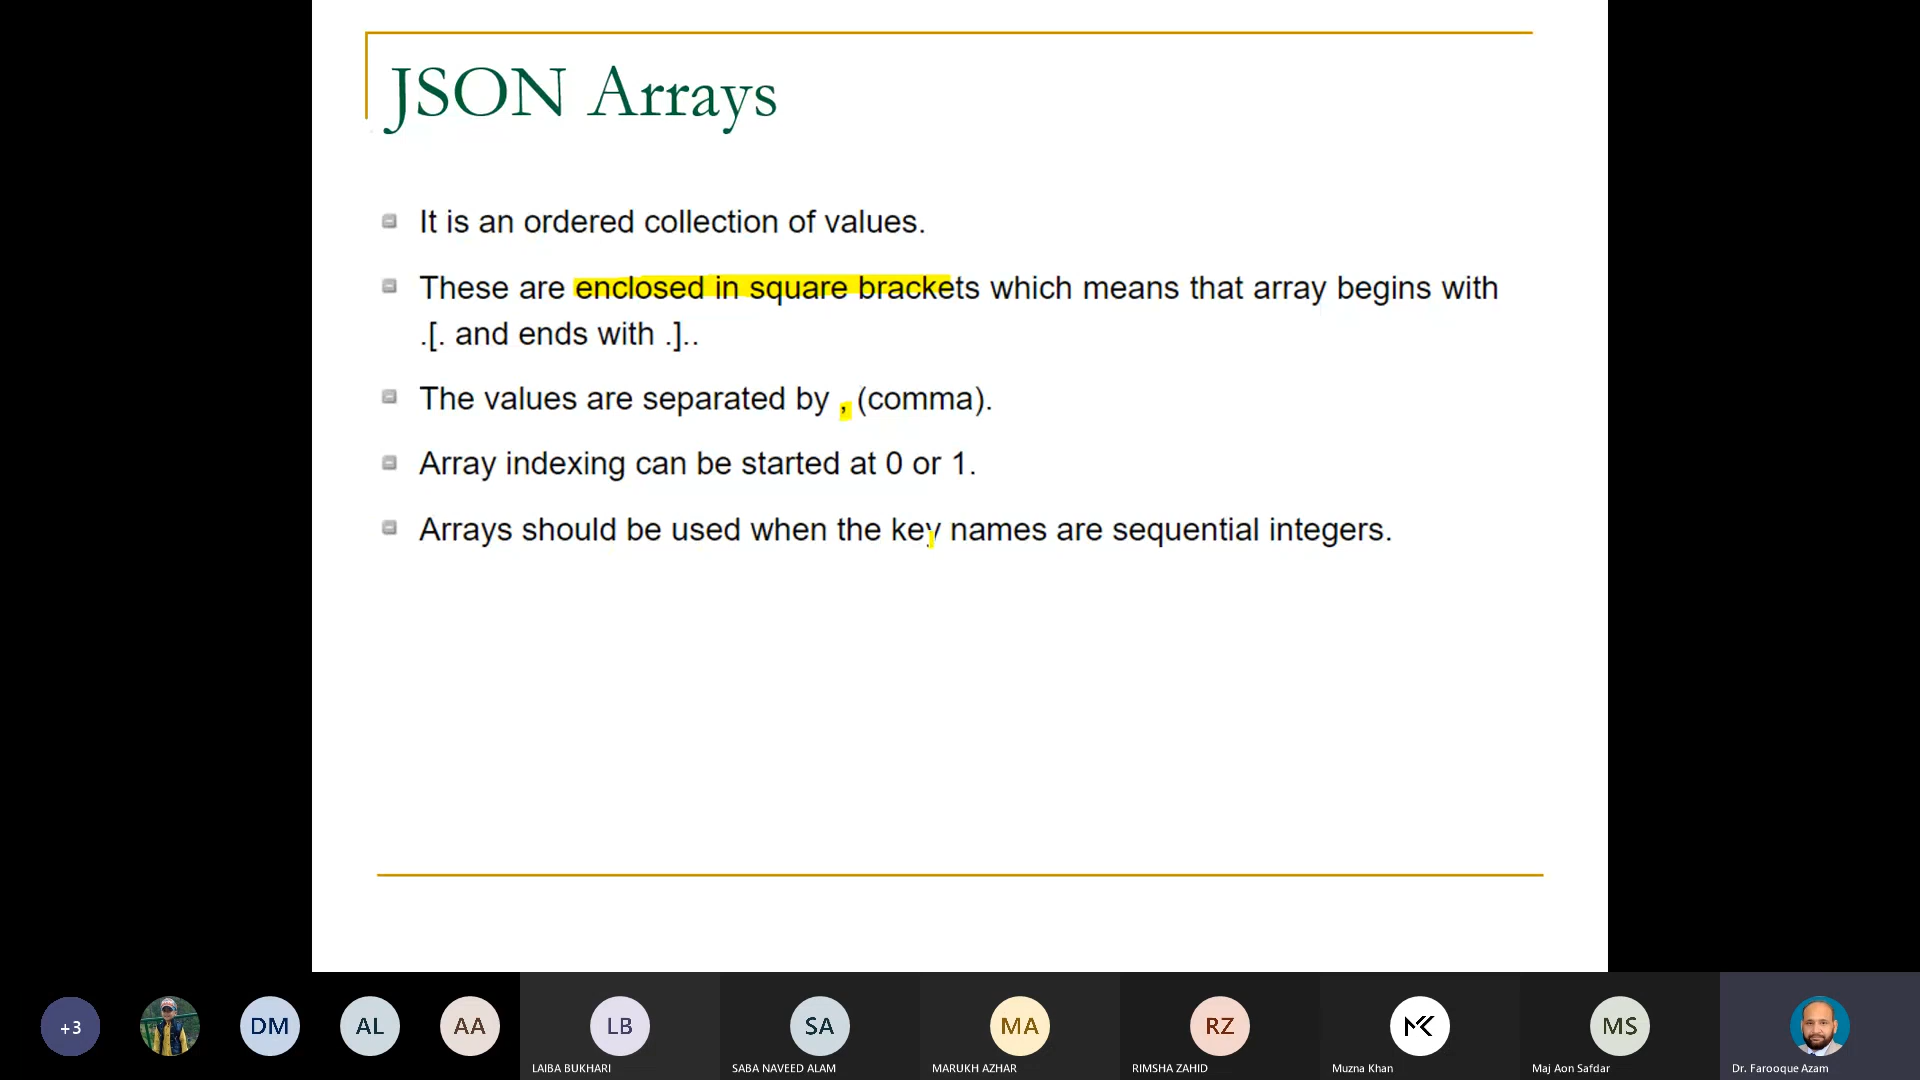 JSON Arrays
It is an ordered collection of values.
These are enclosed in square brackets which means that array begins with
.[. and ends with .]..
The values are separated by , (comma).
Array indexing can be started at 0 or 1.
Arrays should be used when the key names are sequential integers.
+3
DM
AL
AA
LB
SA
MA
RZ
MK
MS
LAIBA BUKHARI
SABA NAVEED ALAM
MARUKH AZHAR
RIMSHA ZAHID
Muzna Khan
Maj Aon Safdar
Dr. Farooque Azam